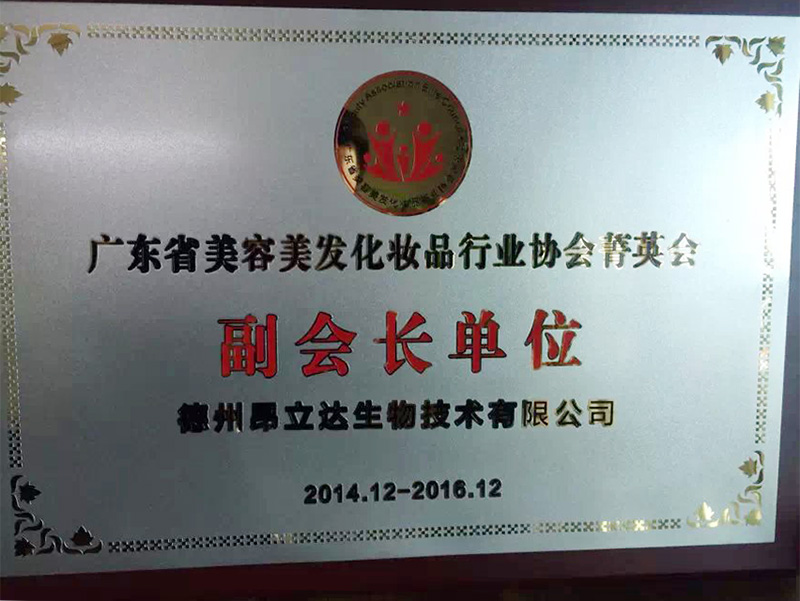 广东省美容美发化妆品行业协会菁英会
副会长单位
德州昂立达生物技术有限公司
2014.12-2016.12